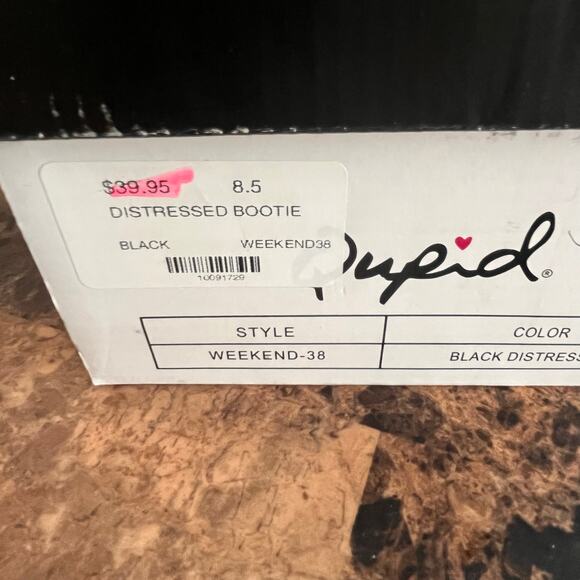 $39.95 8.5
DISTRESSED BOOTIE
BLACK WEEKEND38
10091729
Qupid®
STYLE COLOR
WEEKEND-38 BLACK DISTRESS